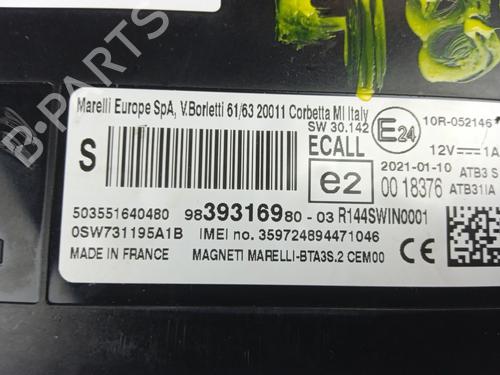 B-PARTS
Marelli Europe SpA, V.Borletti 61/63 20011 Corbetta MI Italy
SW 30.142
E24
10R-052146
S
ECALL
12V 1A
e2
2021-01-10
ATB3 S
00 18376
ATB31IA
503551640480
9839316980-03
R144SWIN0001
0SW731195A1B
IMEI no. 359724894471046
MADE IN FRANCE
MAGNETI MARELLI-BTA3S.2 CEM00